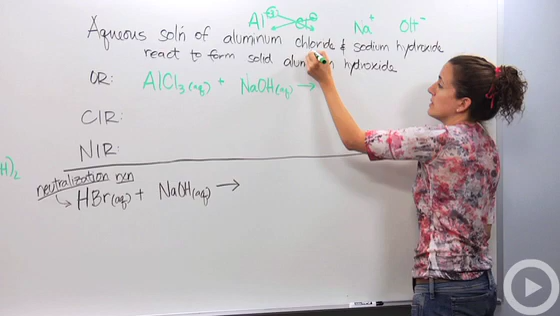 Al Cl Na⁺ OH⁻
Aqueous sol'n of aluminum chloride & sodium hydroxide
react to form solid hydroxide
OR: AlCl₃(aq) + NaOH(aq) →
CIR:
NIR:
H)₂
neutralization rxn
HBr(aq) + NaOH(aq) →